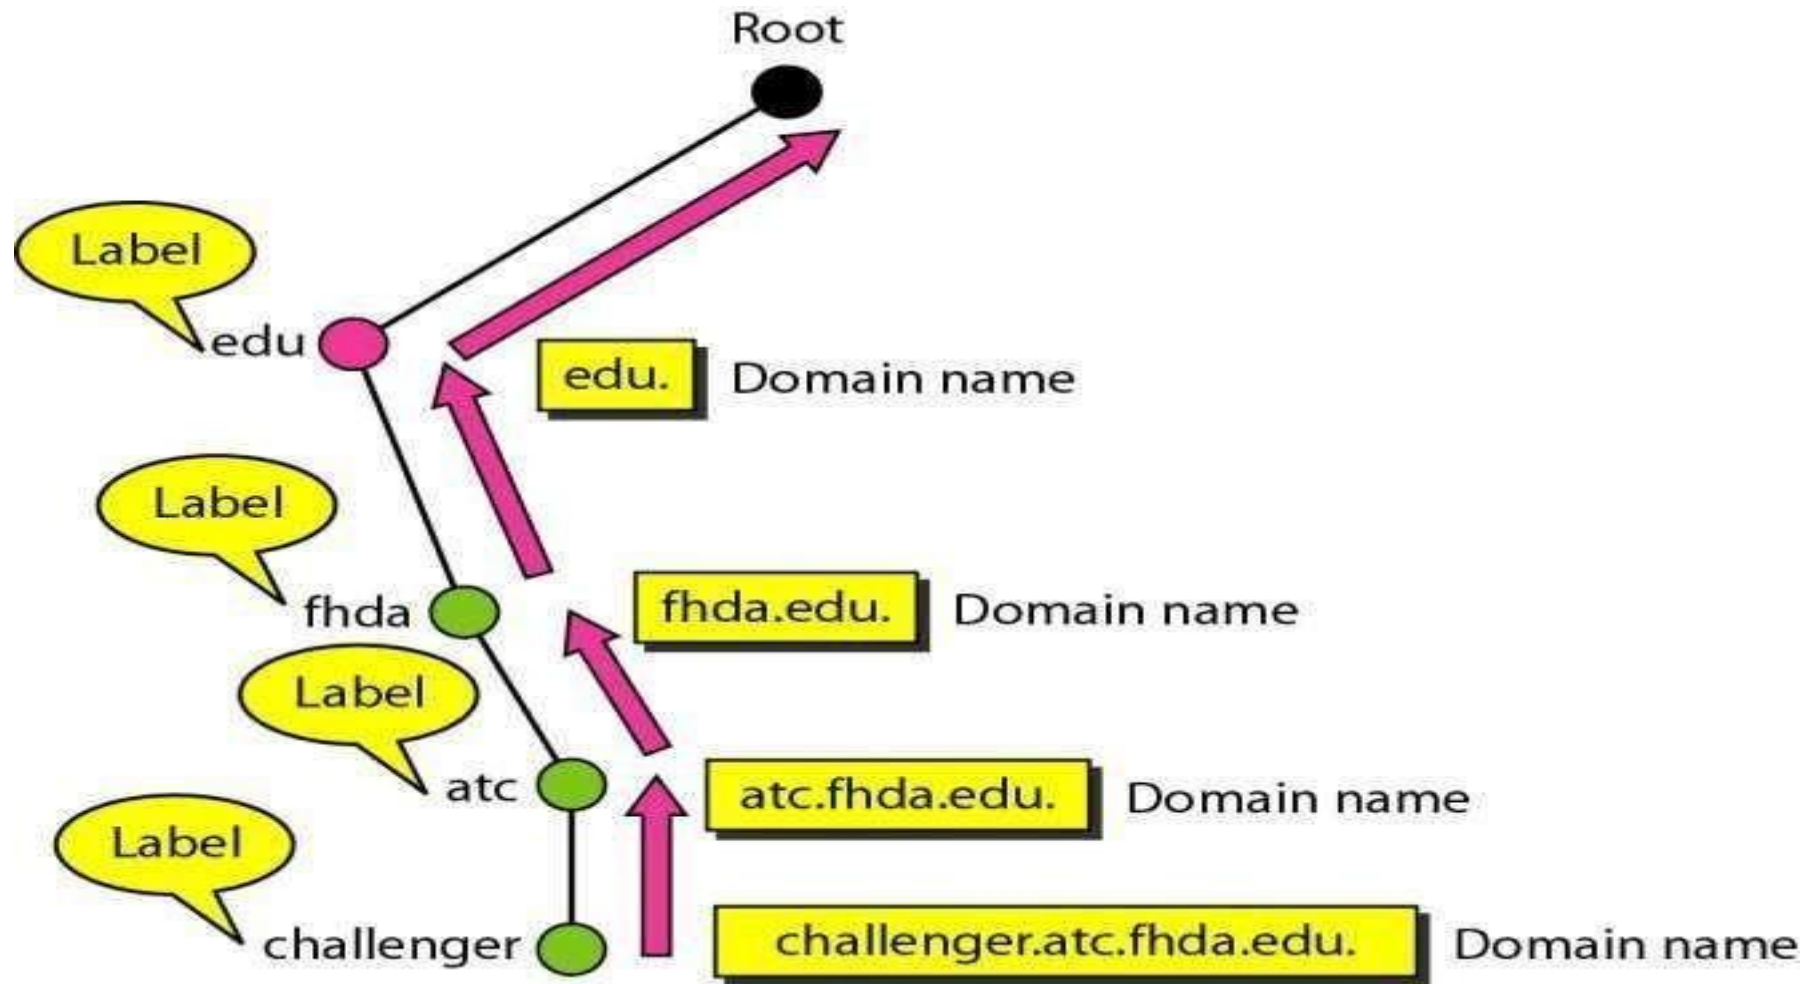 Root
Label
edu
edu. Domain name
Label
fhda
fhda.edu. Domain name
Label
atc
atc.fhda.edu. Domain name
Label
challenger
challenger.atc.fhda.edu. Domain name